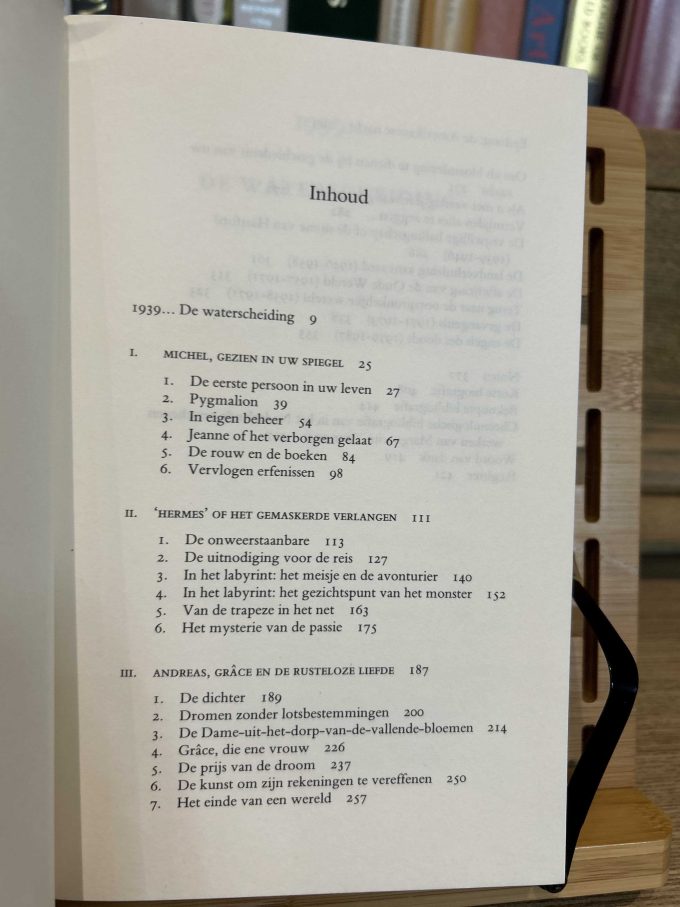 Art
Inhoud
1939... De waterscheiding 9
I. MICHEL, GEZIEN IN UW SPIEGEL 25
1. De eerste persoon in uw leven 27
2. Pygmalion 39
3. In eigen beheer 54
4. Jeanne of het verborgen gelaat 67
5. De rouw en de boeken 84
6. Vervlogen erfenissen 98
II. ‘HERMES’ OF HET GEMASKERDE VERLANGEN 111
1. De onweerstaanbare 113
2. De uitnodiging voor de reis 127
3. In het labyrint: het meisje en de avonturier 140
4. In het labyrint: het gezichtspunt van het monster 152
5. Van de trapeze in het net 163
6. Het mysterie van de passie 175
III. ANDREAS, GRÂCE EN DE RUSTELOZE LIEFDE 187
1. De dichter 189
2. Dromen zonder lotsbestemmingen 200
3. De Dame-uit-het-dorp-van-de-vallende-bloemen 214
4. Grâce, die ene vrouw 226
5. De prijs van de droom 237
6. De kunst om zijn rekeningen te vereffenen 250
7. Het einde van een wereld 257